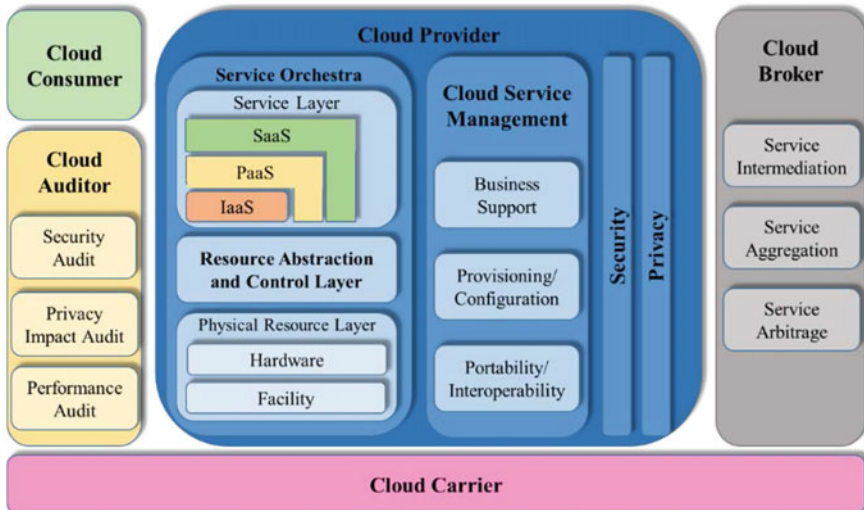 Cloud
Consumer
Cloud
Auditor
Security
Audit
Privacy
Impact Audit
Performance
Audit
Cloud Provider
Service Orchestra
Service Layer
SaaS
PaaS
IaaS
Resource Abstraction
and Control Layer
Physical Resource Layer
Hardware
Facility
Cloud Service
Management
Business
Support
Provisioning/
Configuration
Portability/
Interoperability
Security
Privacy
Cloud
Broker
Service
Intermediation
Service
Aggregation
Service
Arbitrage
Cloud Carrier